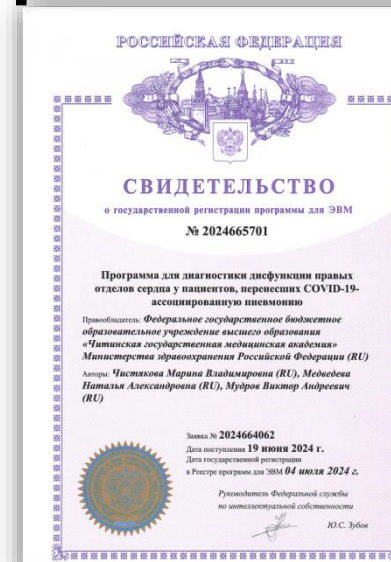 РОССИЙСКАЯ ФЕДЕРАЦИЯ
СВИДЕТЕЛЬСТВО
о государственной регистрации программы для ЭВМ
№ 2024665701
Программа для диагностики дисфункции правых
отделов сердца у пациентов, перенесших COVID-19-
ассоциированную пневмонию
Правообладатель: Федеральное государственное бюджетное
образовательное учреждение высшего образования
«Читинская государственная медицинская академия»
Министерства здравоохранения Российской Федерации (RU)
Авторы: Чистякова Марина Владимировна (RU), Медведева
Наталья Александровна (RU), Мудров Виктор Андреевич
(RU)
Заявка № 2024664062
Дата поступления 19 июня 2024 г.
Дата государственной регистрации
в Реестре программ для ЭВМ 04 июля 2024 г.
Руководитель Федеральной службы
по интеллектуальной собственности
Ю.С. Зубов